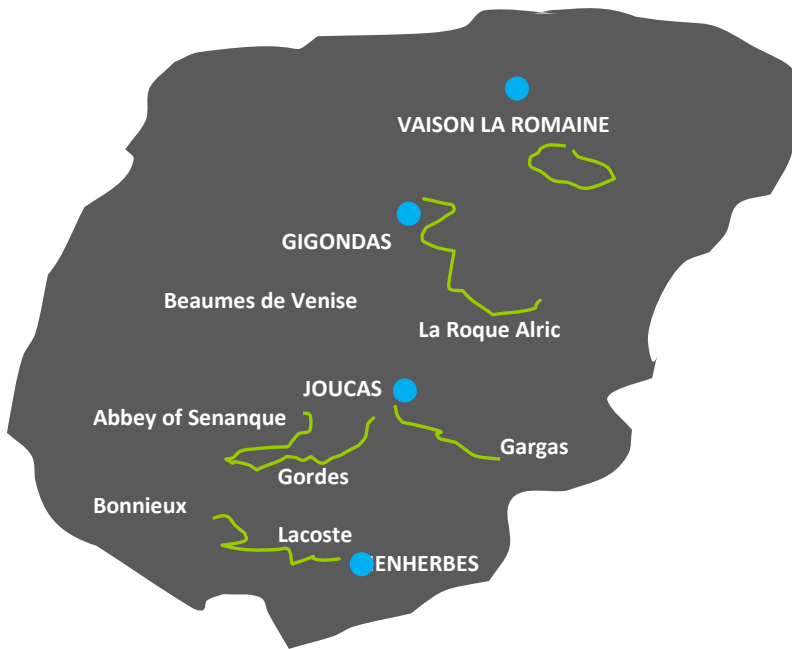 VAISON LA ROMAINE
GIGONDAS
Beaumes de Venise
La Roque Alric
JOUCAS
Abbey of Senanque
Gargas
Gordes
Bonnieux
Lacoste
ENHERBES